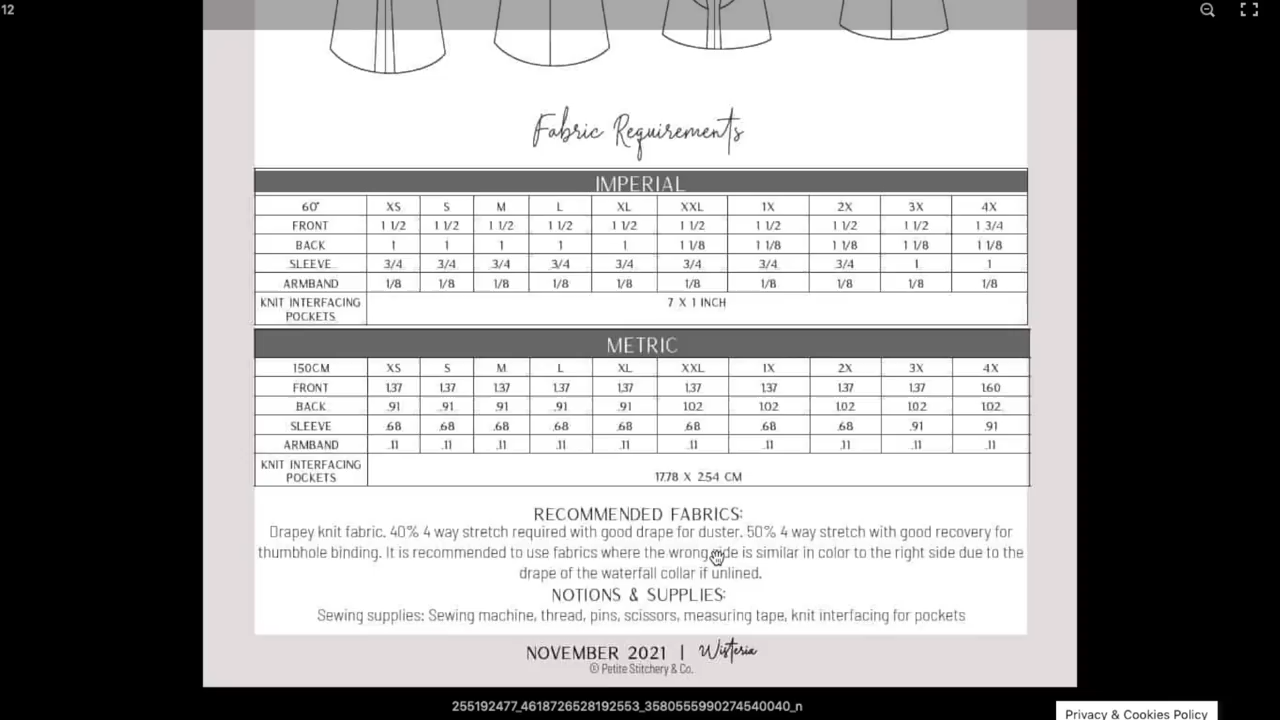 12
Fabric Requirements
IMPERIAL
60" XS S M L XL XXL 1X 2X 3X 4X
FRONT 1 1/2 1 1/2 1 1/2 1 1/2 1 1/2 1 1/2 1 1/2 1 1/2 1 1/2 1 3/4
BACK 1 1 1 1 1 1 1/8 1 1/8 1 1/8 1 1/8 1 1/8
SLEEVE 3/4 3/4 3/4 3/4 3/4 3/4 3/4 3/4 1 1
ARMBAND 1/8 1/8 1/8 1/8 1/8 1/8 1/8 1/8 1/8 1/8
KNIT INTERFACING 7 X 1 INCH
POCKETS
METRIC
150CM XS S M L XL XXL 1X 2X 3X 4X
FRONT 1.37 1.37 1.37 1.37 1.37 1.37 1.37 1.37 1.37 1.60
BACK .91 .91 .91 .91 .91 1.02 1.02 1.02 1.02 1.02
SLEEVE .68 .68 .68 .68 .68 .68 .68 .68 .91 .91
ARMBAND .11 .11 .11 .11 .11 .11 .11 .11 .11 .11
KNIT INTERFACING
POCKETS 17.78 X 2.54 CM
RECOMMENDED FABRICS:
Drapey knit fabric. 40% 4 way stretch required with good drape for duster. 50% 4 way stretch with good recovery for
thumbhole binding. It is recommended to use fabrics where the wrong side is similar in color to the right side due to the
drape of the waterfall collar if unlined.
NOTIONS & SUPPLIES:
Sewing supplies: Sewing machine, thread, pins, scissors, measuring tape, knit interfacing for pockets
NOVEMBER 2021 | Wisteria
© Petite Stitchery & Co.
255192477_4618726528192553_3580555990274540040_n
Privacy & Cookies Policy